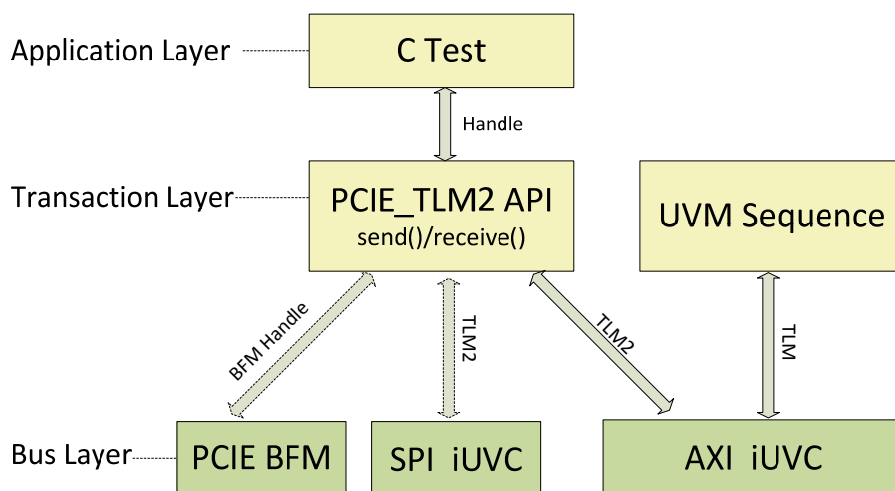 Application Layer
C Test
Handle
Transaction Layer
PCIE_TLM2 API
send()/receive()
UVM Sequence
BFM Handle
TLM2
TLM2
TLM
Bus Layer
PCIE BFM
SPI iUVC
AXI iUVC